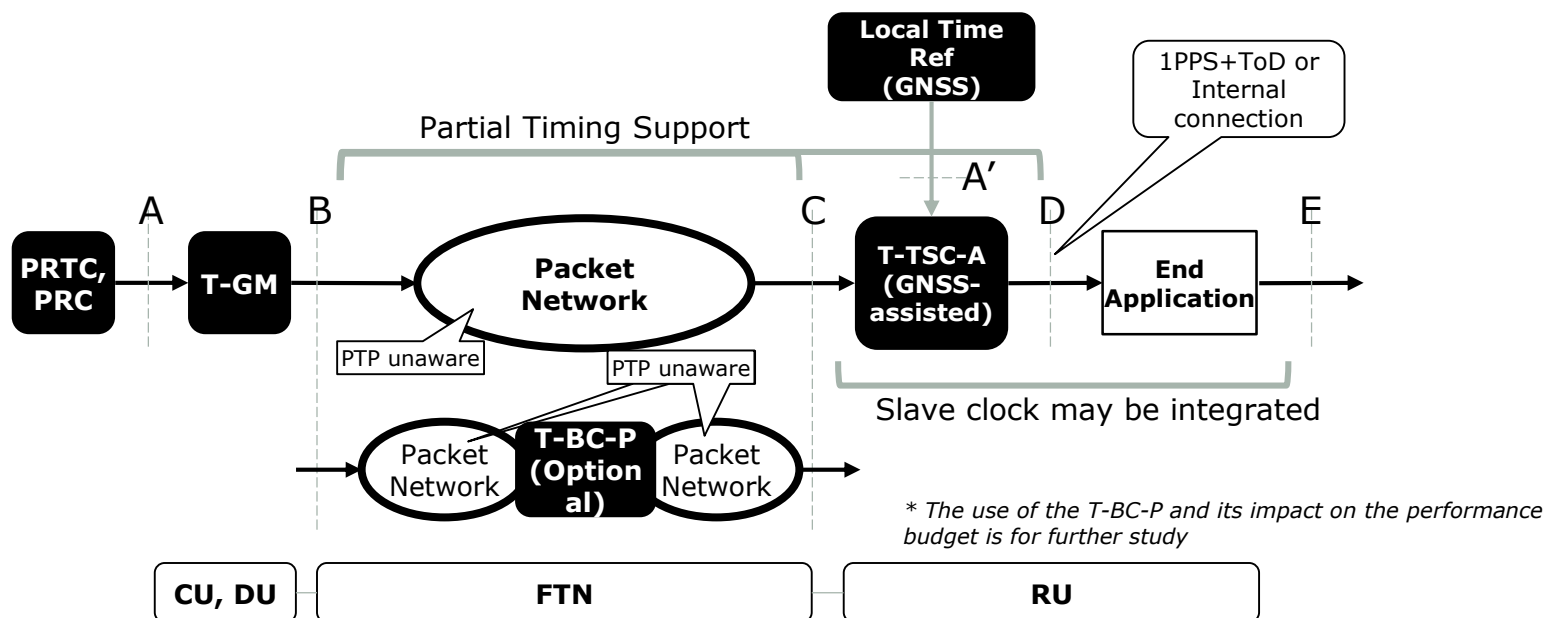 Local Time
Ref
(GNSS)
1PPS+ToD or
Internal
connection
Partial Timing Support
A'
A
B
C
D
E
PRTC,
PRC
T-GM
Packet
Network
T-TSC-A
(GNSS-
assisted)
End
Application
PTP unaware
PTP unaware
Slave clock may be integrated
Packet
Network
T-BC-P
(Option
al)
Packet
Network
* The use of the T-BC-P and its impact on the performance
budget is for further study
CU, DU
FTN
RU